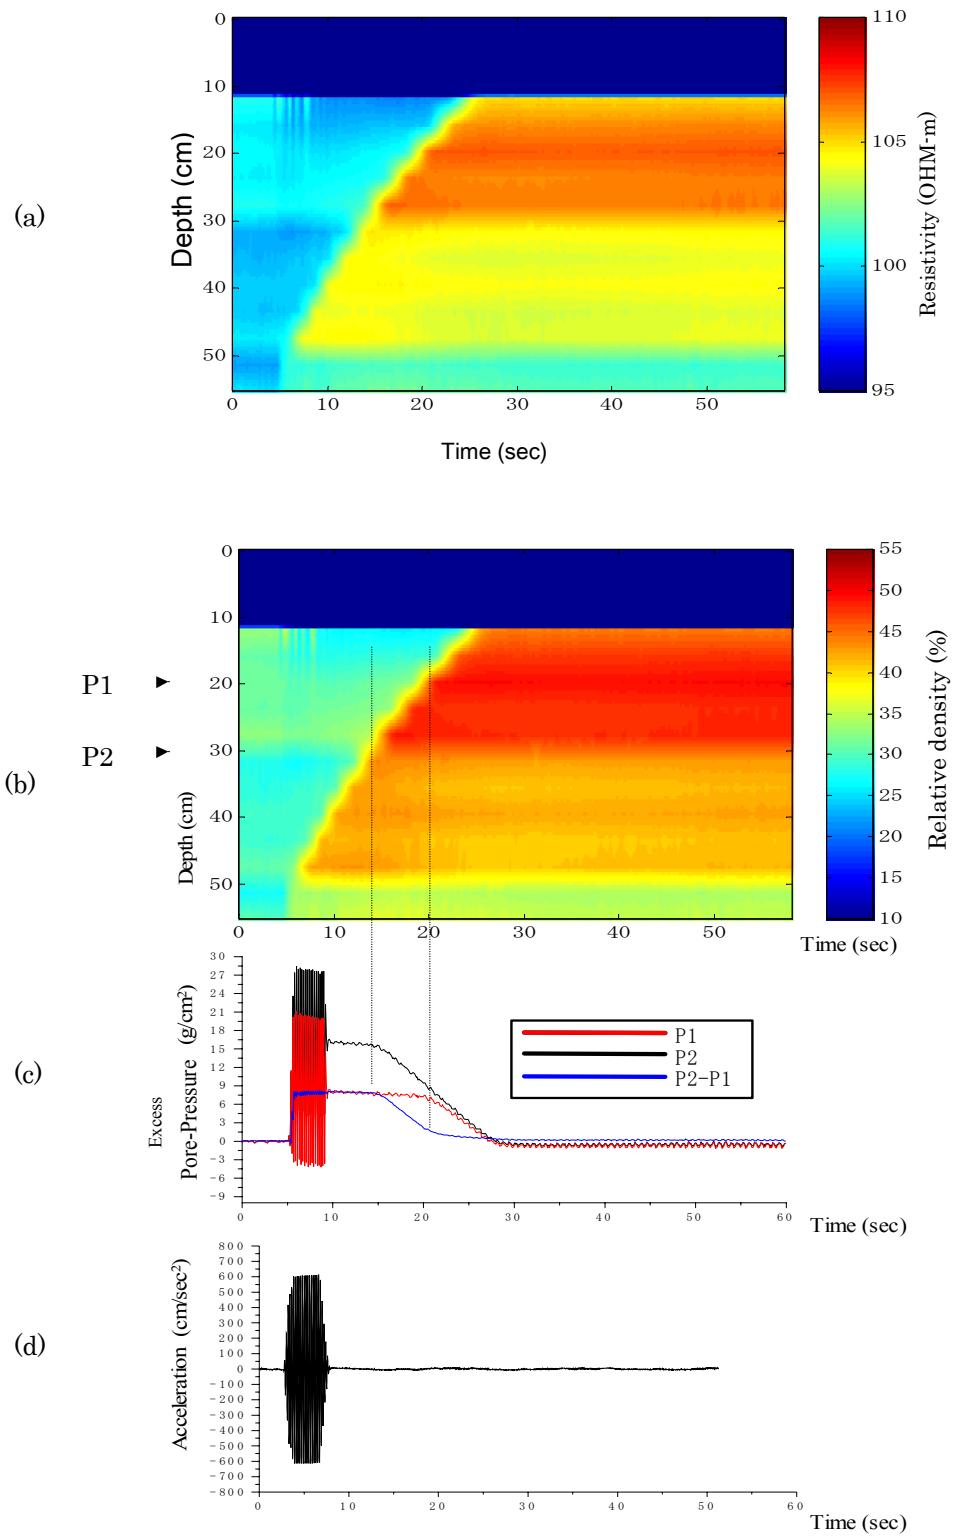 (a)
0
10
20
30
40
50
Depth (cm)
0 10 20 30 40 50
Time (sec)
110
105
100
95
Resistivity (OHM-m)
(b)
P1
P2
0
10
20
30
40
50
Depth (cm)
10 20 30 40 50
Time (sec)
55
50
45
40
35
30
25
20
15
10
Relative density (%)
(c)
30
27
24
21
18
15
12
9
6
3
0
-3
-6
-9
Excess
Pore-Pressure (g/cm²)
P1
P2
P2-P1
0 10 20 30 40 50 60
Time (sec)
(d)
800
700
600
500
400
300
200
100
0
-100
-200
-300
-400
-500
-600
-700
-800
Acceleration (cm/sec²)
0 10 20 30 40 50 60
Time (sec)